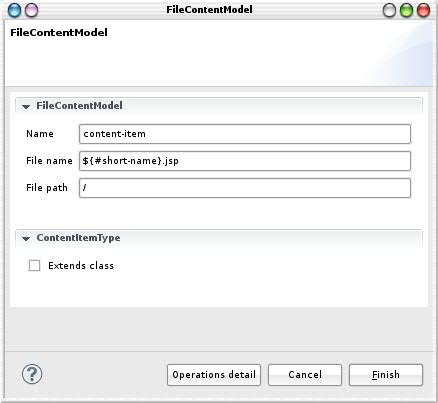 FileContentModel
FileContentModel
FileContentModel
Name content-item
File name ${#short-name}.jsp
File path /
ContentItemType
Extends class
? Operations detail Cancel Finish